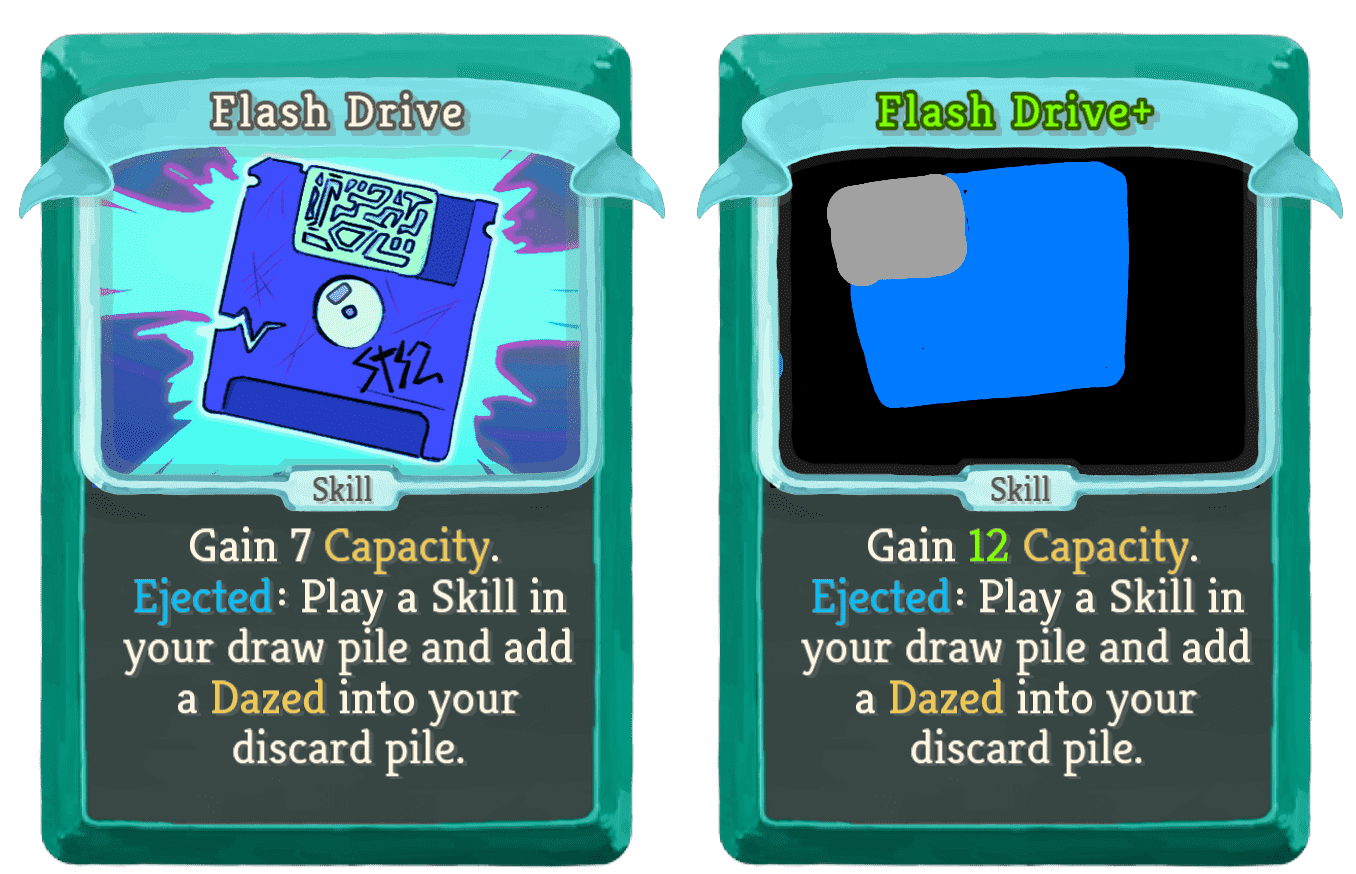 Flash Drive
STS2
Skill
Gain 7 Capacity.
Ejected: Play a Skill in
your draw pile and add
a Dazed into your
discard pile.
Flash Drive+
Skill
Gain 12 Capacity.
Ejected: Play a Skill in
your draw pile and add
a Dazed into your
discard pile.